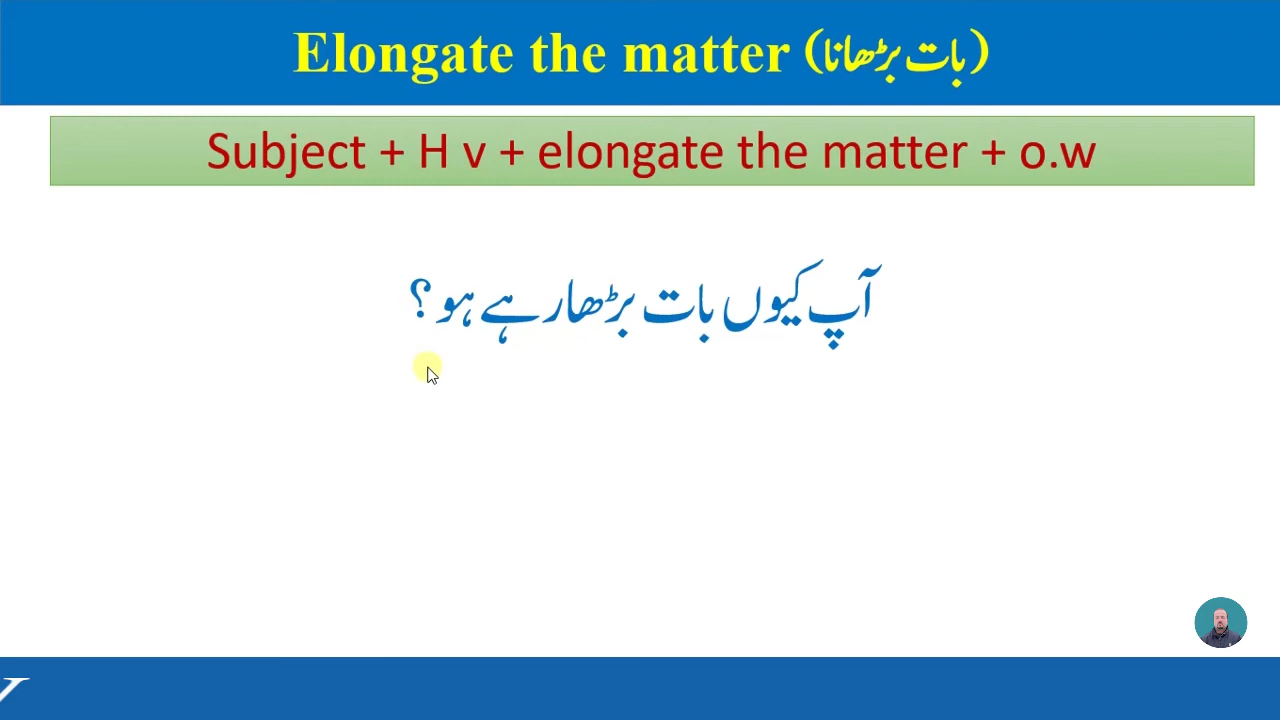 Elongate the matter (بات بڑھانا)
Subject + H v + elongate the matter + o.w
آپ کیوں بات بڑھا رہے ہو ؟